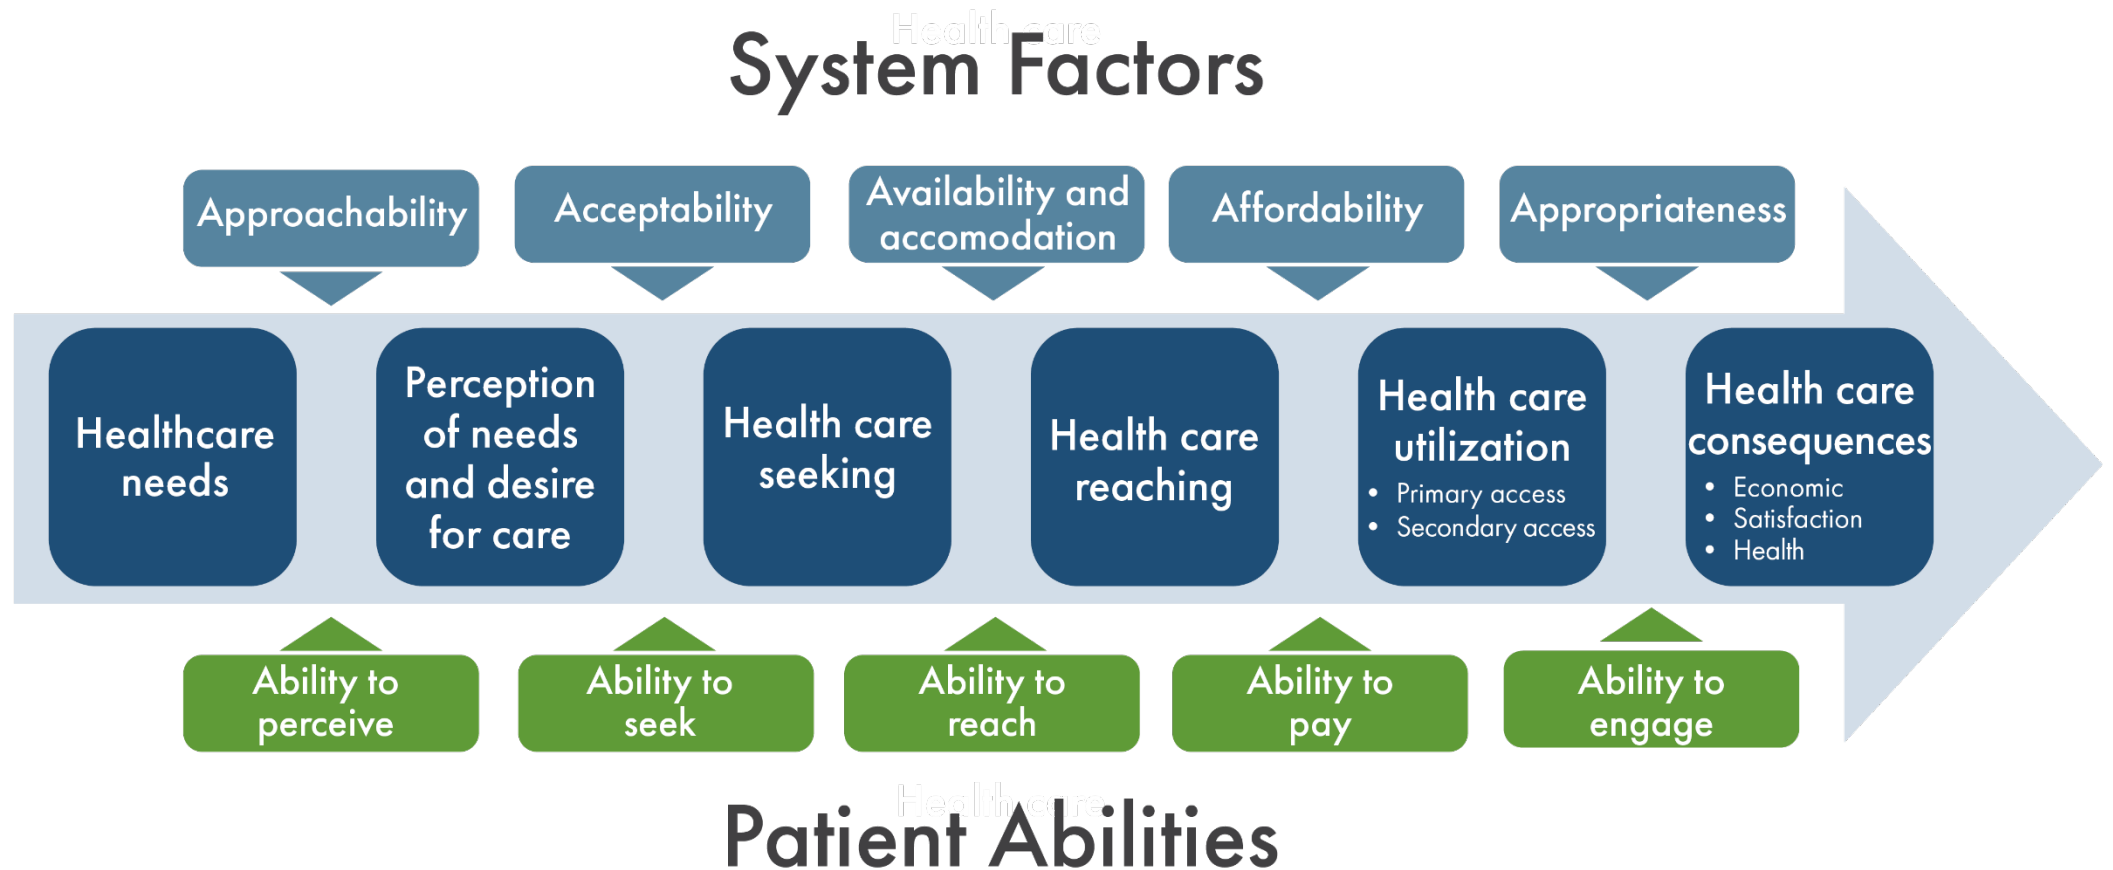 Health care
System Factors
Approachability
Acceptability
Availability and
accomodation
Affordability
Appropriateness
Healthcare
needs
Perception
of needs
and desire
for care
Health care
seeking
Health care
reaching
Health care
utilization
• Primary access
• Secondary access
Health care
consequences
• Economic
• Satisfaction
• Health
Ability to
perceive
Ability to
seek
Ability to
reach
Ability to
pay
Ability to
engage
Health care
Patient Abilities